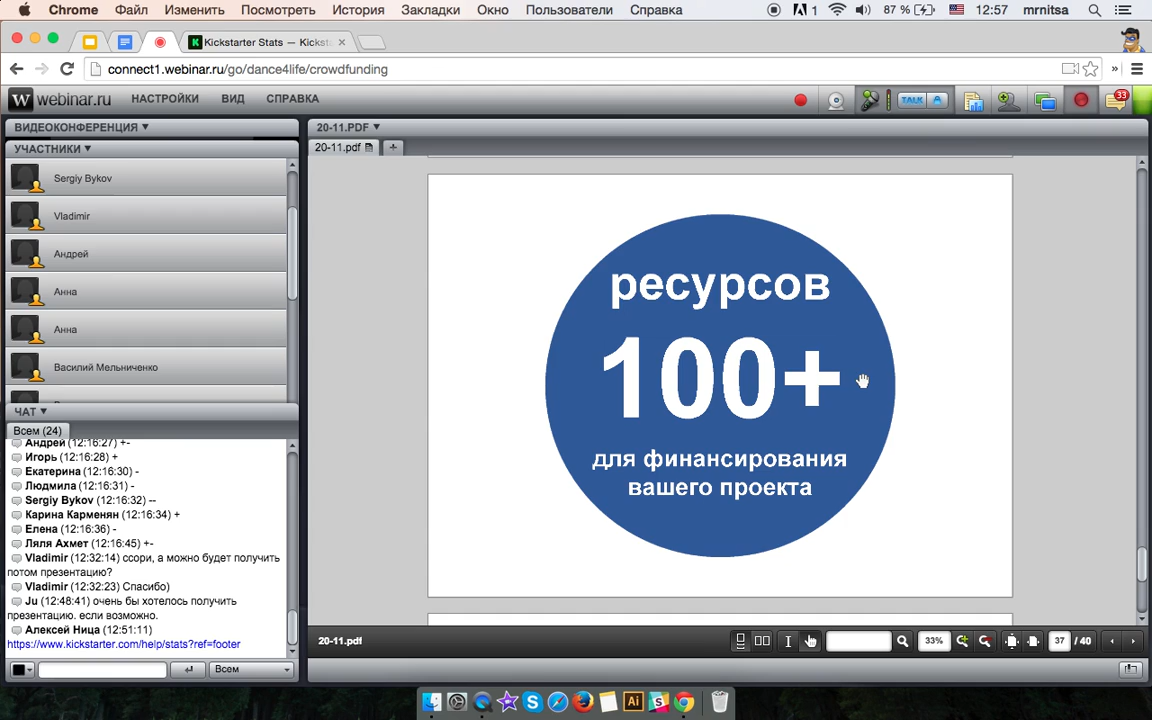 Chrome Файл Изменить Посмотреть История Закладки Окно Пользователи Справка 1 87 % 12:57 mrnitsa
Kickstarter Stats — Kickst
connect1.webinar.ru/go/dance4life/crowdfunding
W webinar.ru НАСТРОЙКИ ВИД СПРАВКА TALK 33
ВИДЕОКОНФЕРЕНЦИЯ
20-11.PDF
УЧАСТНИКИ
20-11.pdf
Sergiy Bykov
Vladimir
Андрей
Анна
Анна
Василий Мельниченко
ЧАТ
Всем (24)
Андрей (12:16:27) +-
Игорь (12:16:28) +
Екатерина (12:16:30) -
Людмила (12:16:31) -
Sergiy Bykov (12:16:32) --
Карина Карменян (12:16:34) +
Елена (12:16:36) -
Ляля Ахмет (12:16:45) +-
Vladimir (12:32:14) ссори, а можно будет получить
потом презентацию?
Vladimir (12:32:23) Спасибо)
Ju (12:48:41) очень бы хотелось получить
презентацию. если возможно.
Алексей Ница (12:51:11)
https://www.kickstarter.com/help/stats?ref=footer
Всем
ресурсов
100+
для финансирования
вашего проекта
20-11.pdf 33% 37 / 40